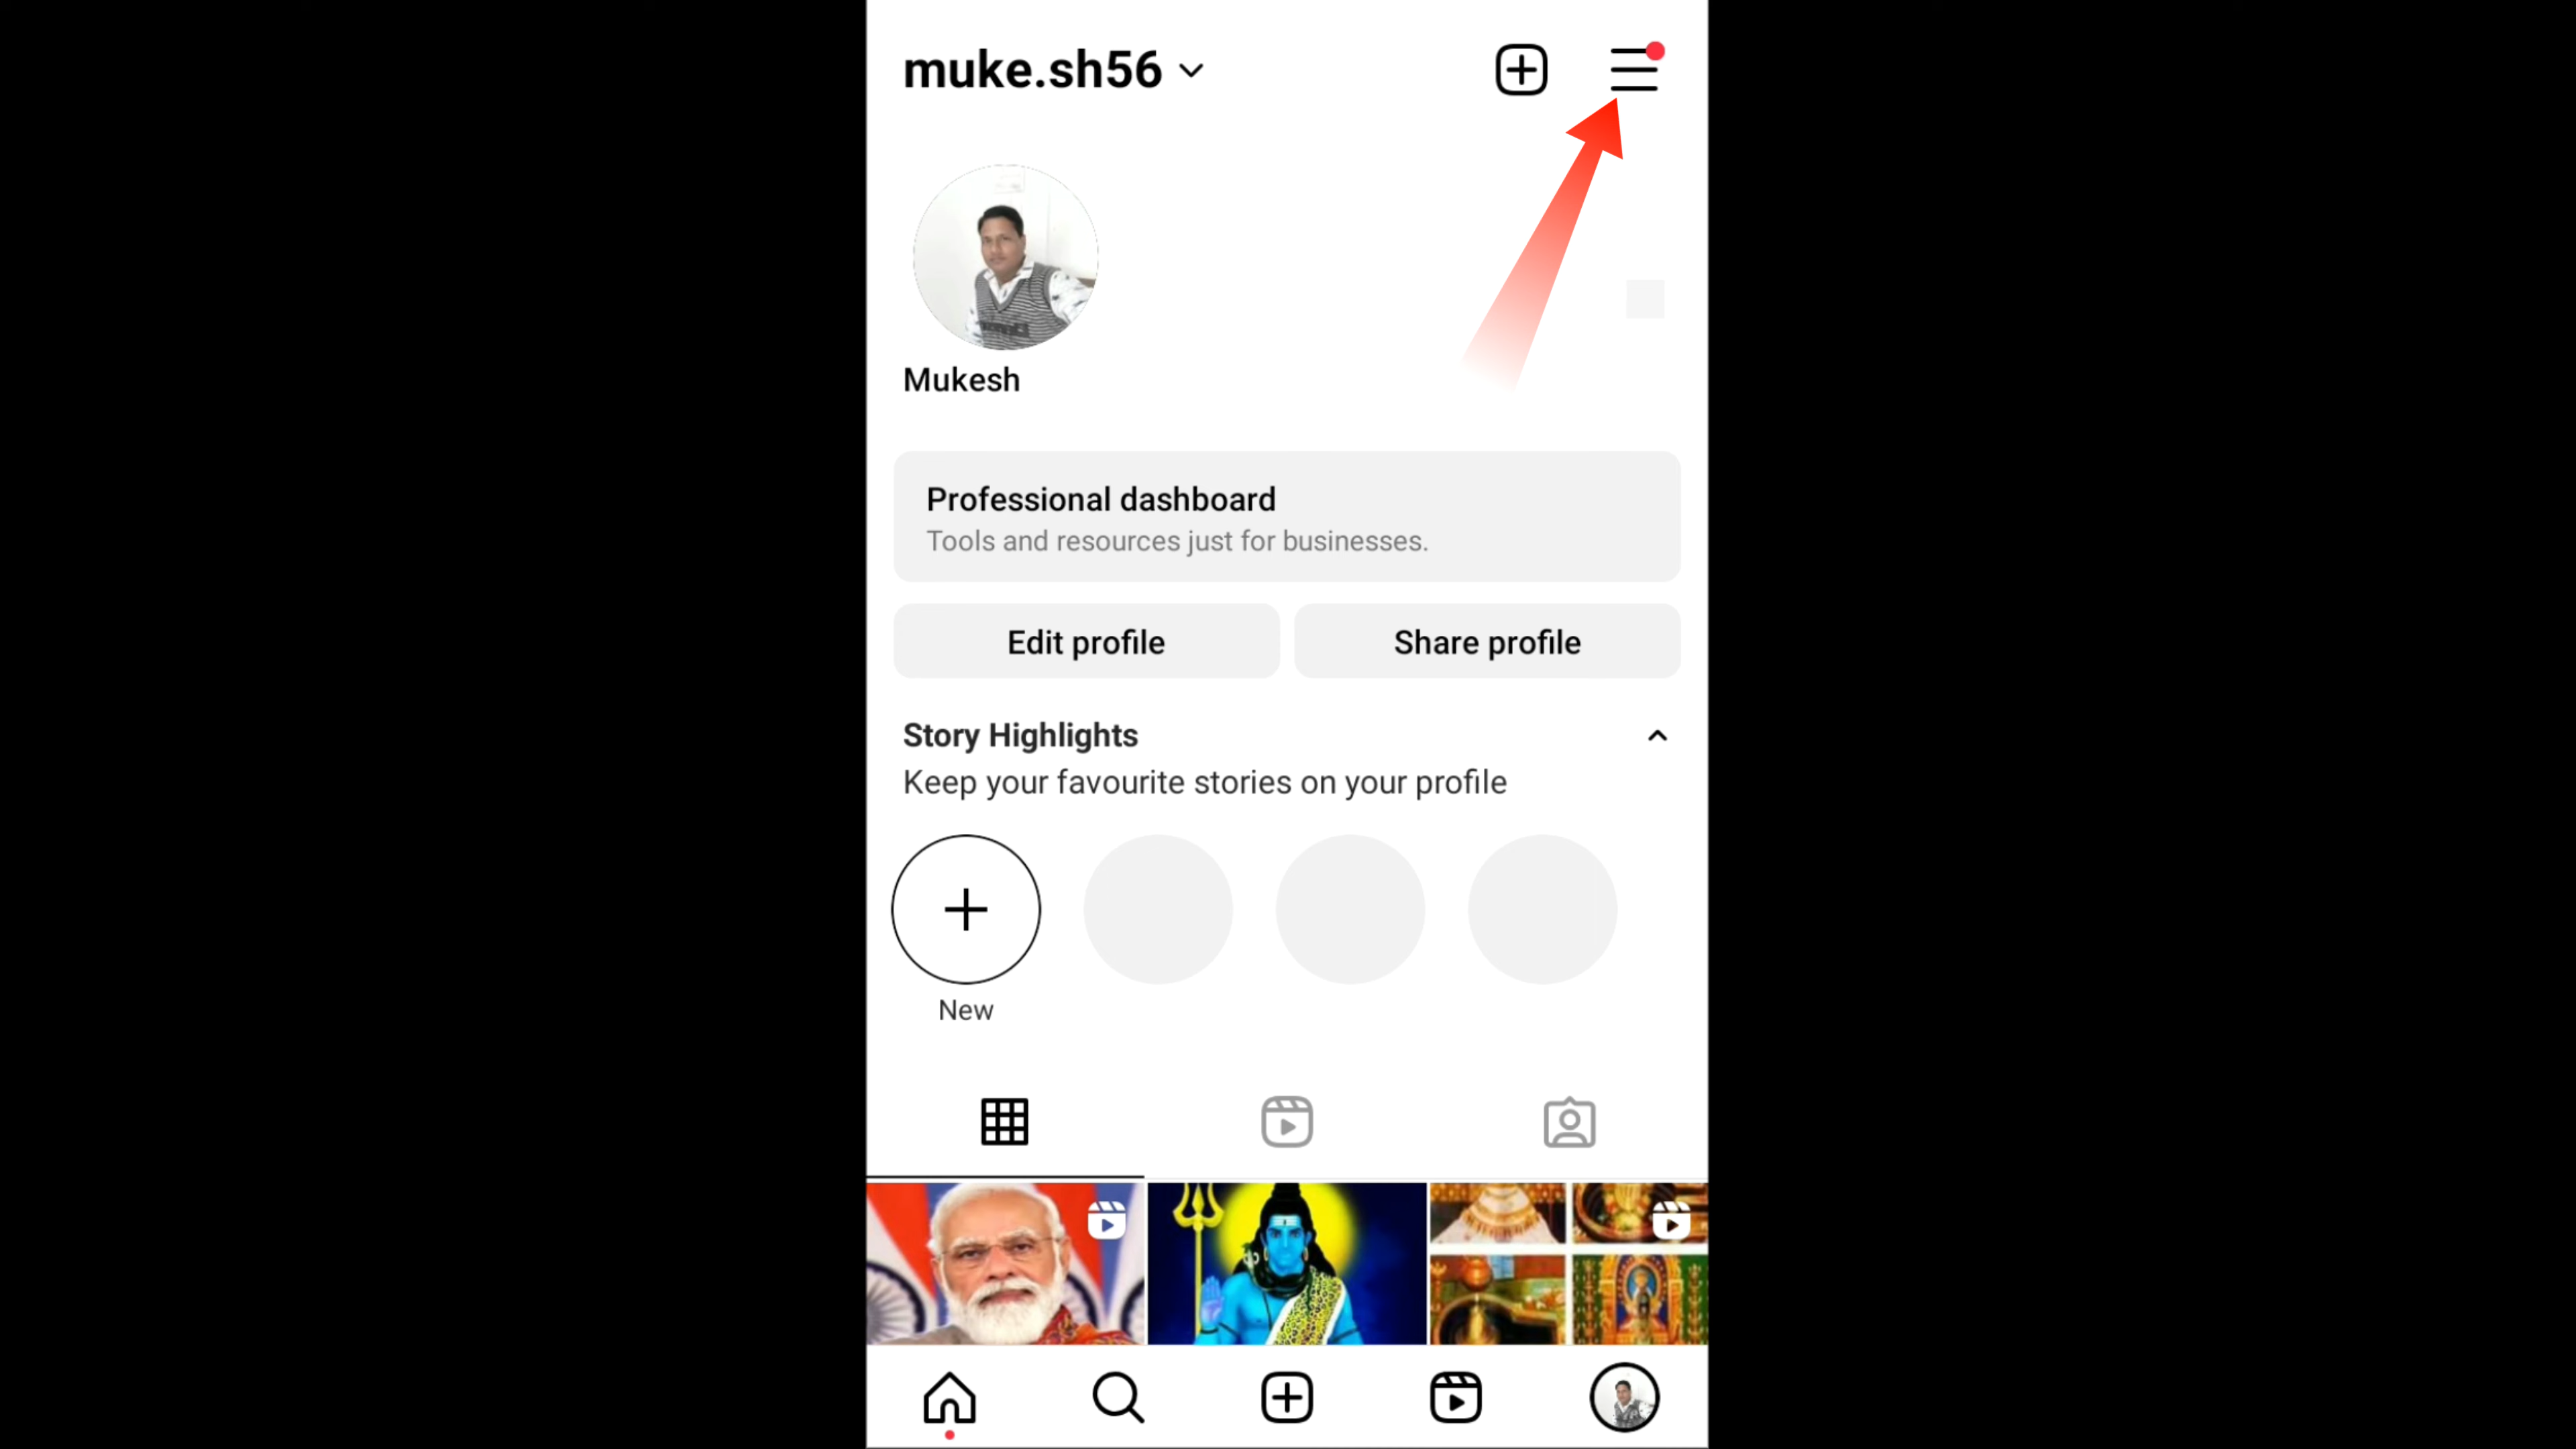 muke.sh56
Mukesh
Professional dashboard
Tools and resources just for businesses.
Edit profile
Share profile
Story Highlights
Keep your favourite stories on your profile
New